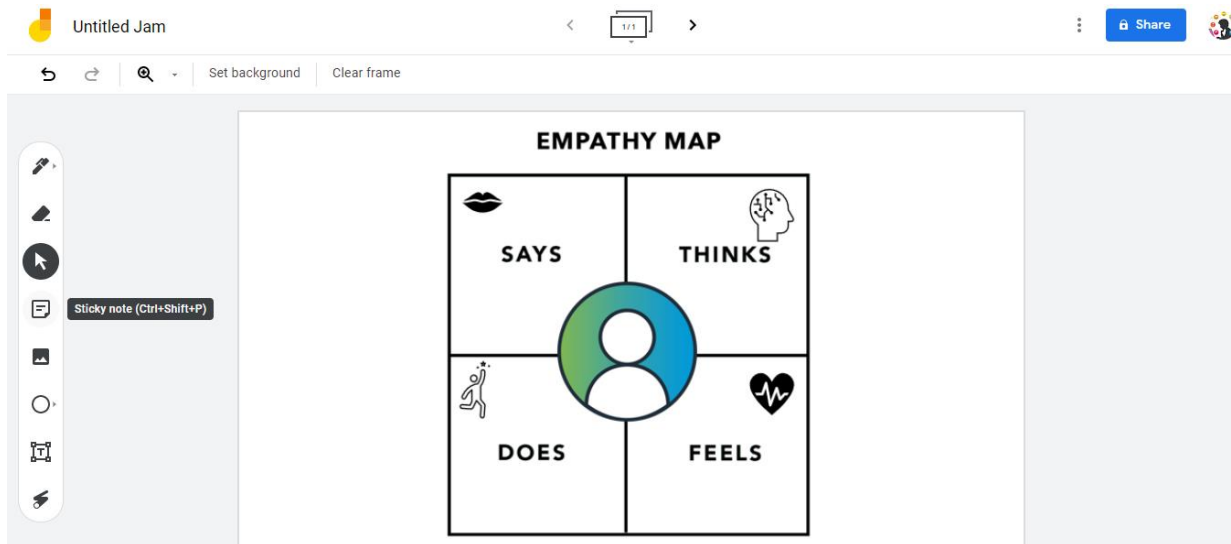 Untitled Jam
1/1
Share
Set background
Clear frame
EMPATHY MAP
SAYS
THINKS
Sticky note (Ctrl+Shift+P)
T
DOES
FEELS